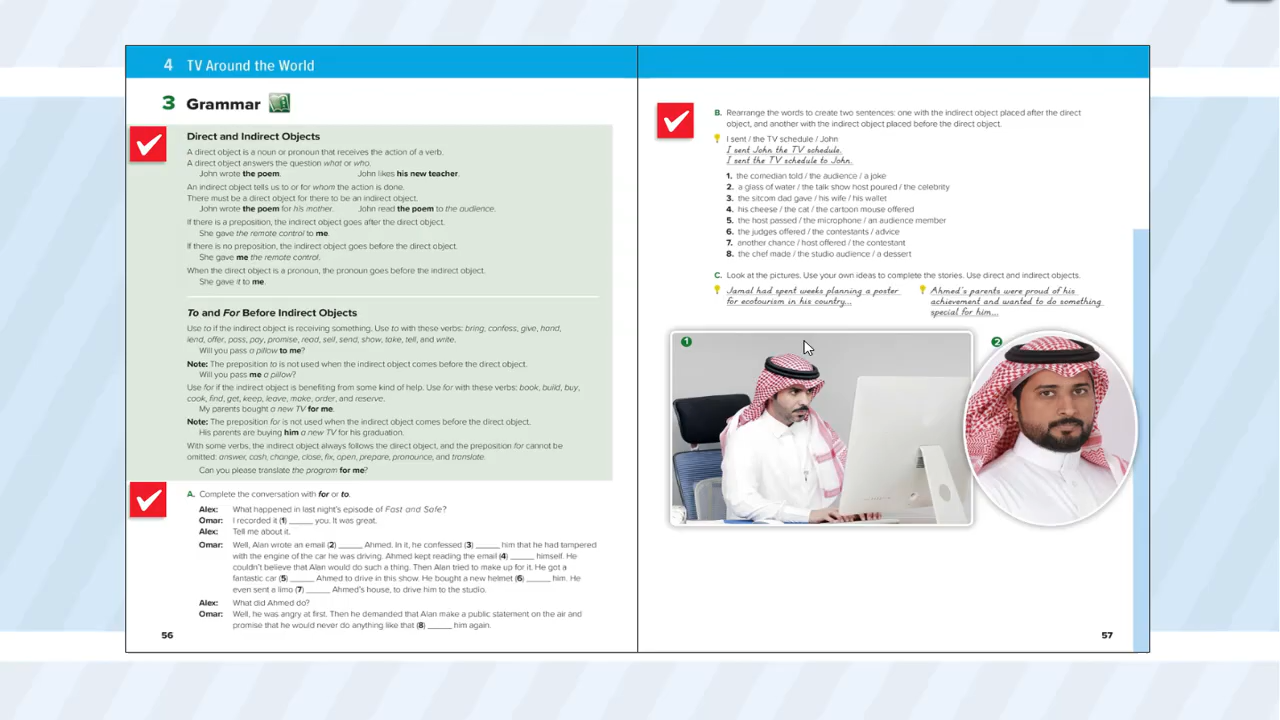 4 TV Around the World
3 Grammar
Direct and Indirect Objects
A direct object is a noun or pronoun that receives the action of a verb.
A direct object answers the question what or who.
John wrote the poem. John likes his new teacher.
An indirect object tells us to or for whom the action is done.
There must be a direct object for there to be an indirect object.
John wrote the poem for his mother. John read the poem to the audience.
If there is a preposition, the indirect object goes after the direct object.
She gave the remote control to me.
If there is no preposition, the indirect object goes before the direct object.
She gave me the remote control.
When the direct object is a pronoun, the pronoun goes before the indirect object.
She gave it to me.
To and For Before Indirect Objects
Use to if the indirect object is receiving something. Use to with these verbs: bring, confess, give, hand,
lend, offer, pass, pay, promise, read, sell, send, show, take, tell, and write.
Will you pass a pillow to me?
Note: The preposition to is not used when the indirect object comes before the direct object.
Will you pass me a pillow?
Use for if the indirect object is benefiting from some kind of help. Use for with these verbs: book, build, buy,
cook, find, get, keep, leave, make, order, and reserve.
My parents bought a new TV for me.
Note: The preposition for is not used when the indirect object comes before the direct object.
His parents are buying him a new TV for his graduation.
With some verbs, the indirect object always follows the direct object, and the preposition for cannot be
omitted: answer, cash, change, close, fix, open, prepare, pronounce, and translate.
Can you please translate the program for me?
A. Complete the conversation with for or to.
Alex: What happened in last night's episode of Fast and Safe?
Omar: I recorded it (1) _____ you. It was great.
Alex: Tell me about it.
Omar: Well, Alan wrote an email (2) _____ Ahmed. In it, he confessed (3) _____ him that he had tampered
with the engine of the car he was driving. Ahmed kept reading the email (4) _____ himself. He
couldn't believe that Alan would do such a thing. Then Alan tried to make up for it. He got a
fantastic car (5) _____ Ahmed to drive in this show. He bought a new helmet (6) _____ him. He
even sent a limo (7) _____ Ahmed's house, to drive him to the studio.
Alex: What did Ahmed do?
Omar: Well, he was angry at first. Then he demanded that Alan make a public statement on the air and
promise that he would never do anything like that (8) _____ him again.
56
B. Rearrange the words to create two sentences: one with the indirect object placed after the direct
object, and another with the indirect object placed before the direct object.
I sent / the TV schedule / John
I sent John the TV schedule.
I sent the TV schedule to John.
1. the comedian told / the audience / a joke
2. a glass of water / the talk show host poured / the celebrity
3. the sitcom dad gave / his wife / his wallet
4. his cheese / the cat / the cartoon mouse offered
5. the host passed / the microphone / an audience member
6. the judges offered / the contestants / advice
7. another chance / host offered / the contestant
8. the chef made / the studio audience / a dessert
C. Look at the pictures. Use your own ideas to complete the stories. Use direct and indirect objects.
Jamal had spent weeks planning a poster
for ecotourism in his country...
Ahmed's parents were proud of his
achievement and wanted to do something
special for him...
1
2
57